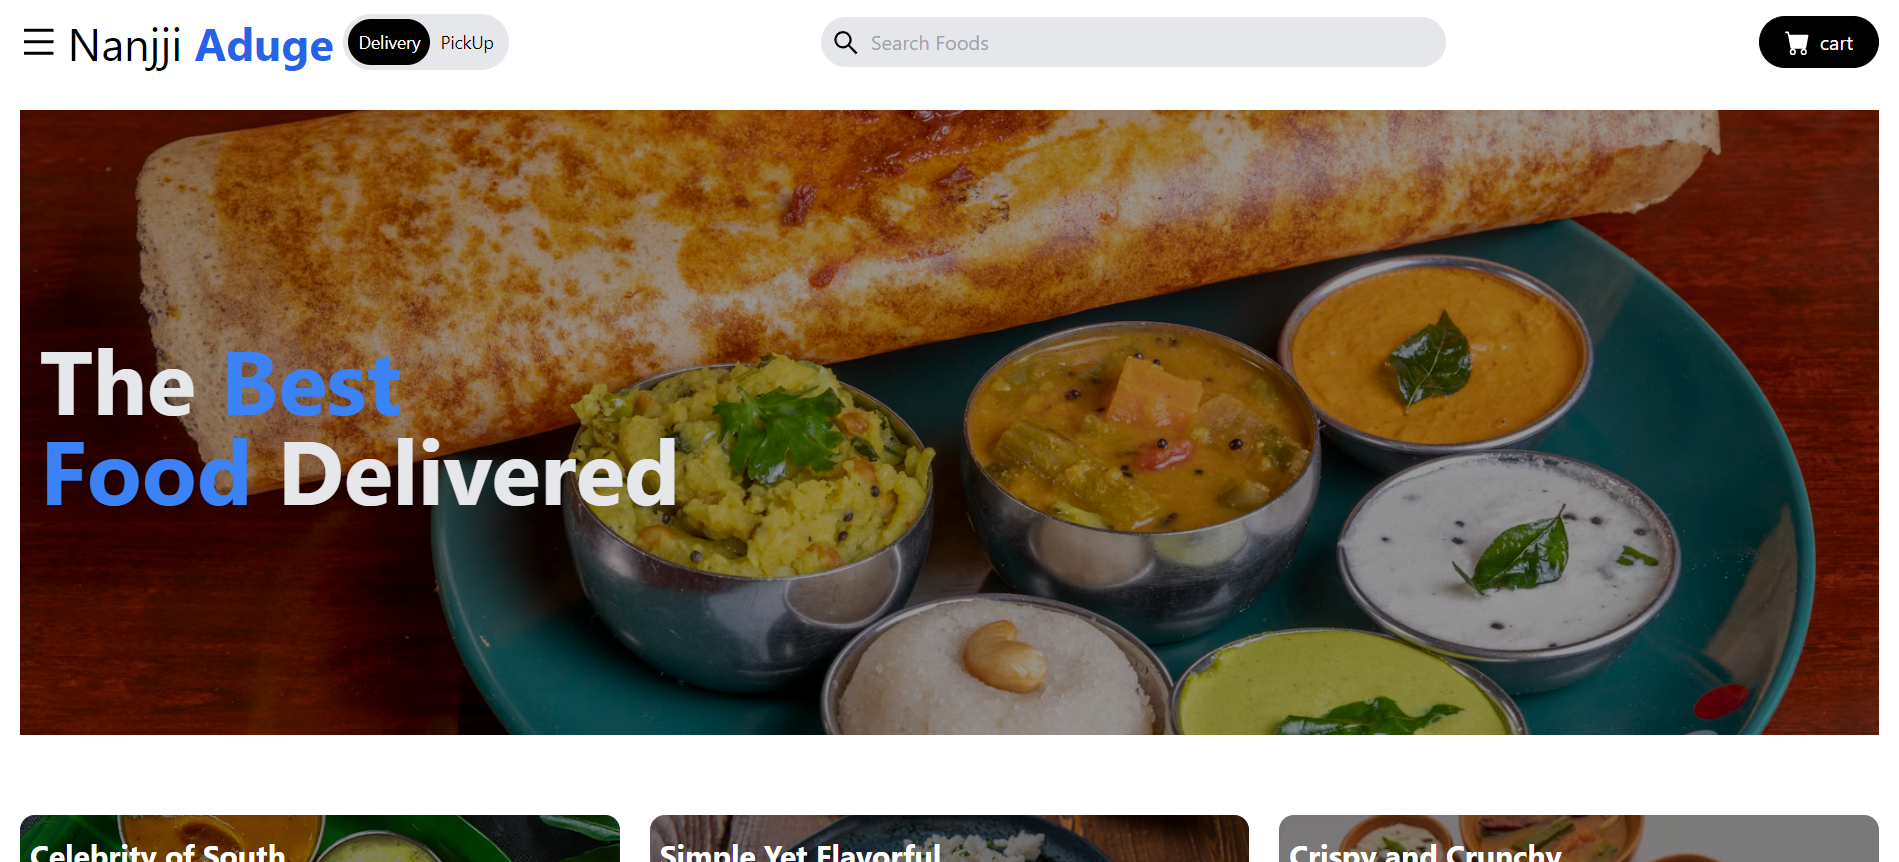 Nanjji Aduge
Delivery PickUp
Search Foods
cart
The Best
Food Delivered
Celebrity of South
Simple Yet Flavorful
Crispy and Crunchy